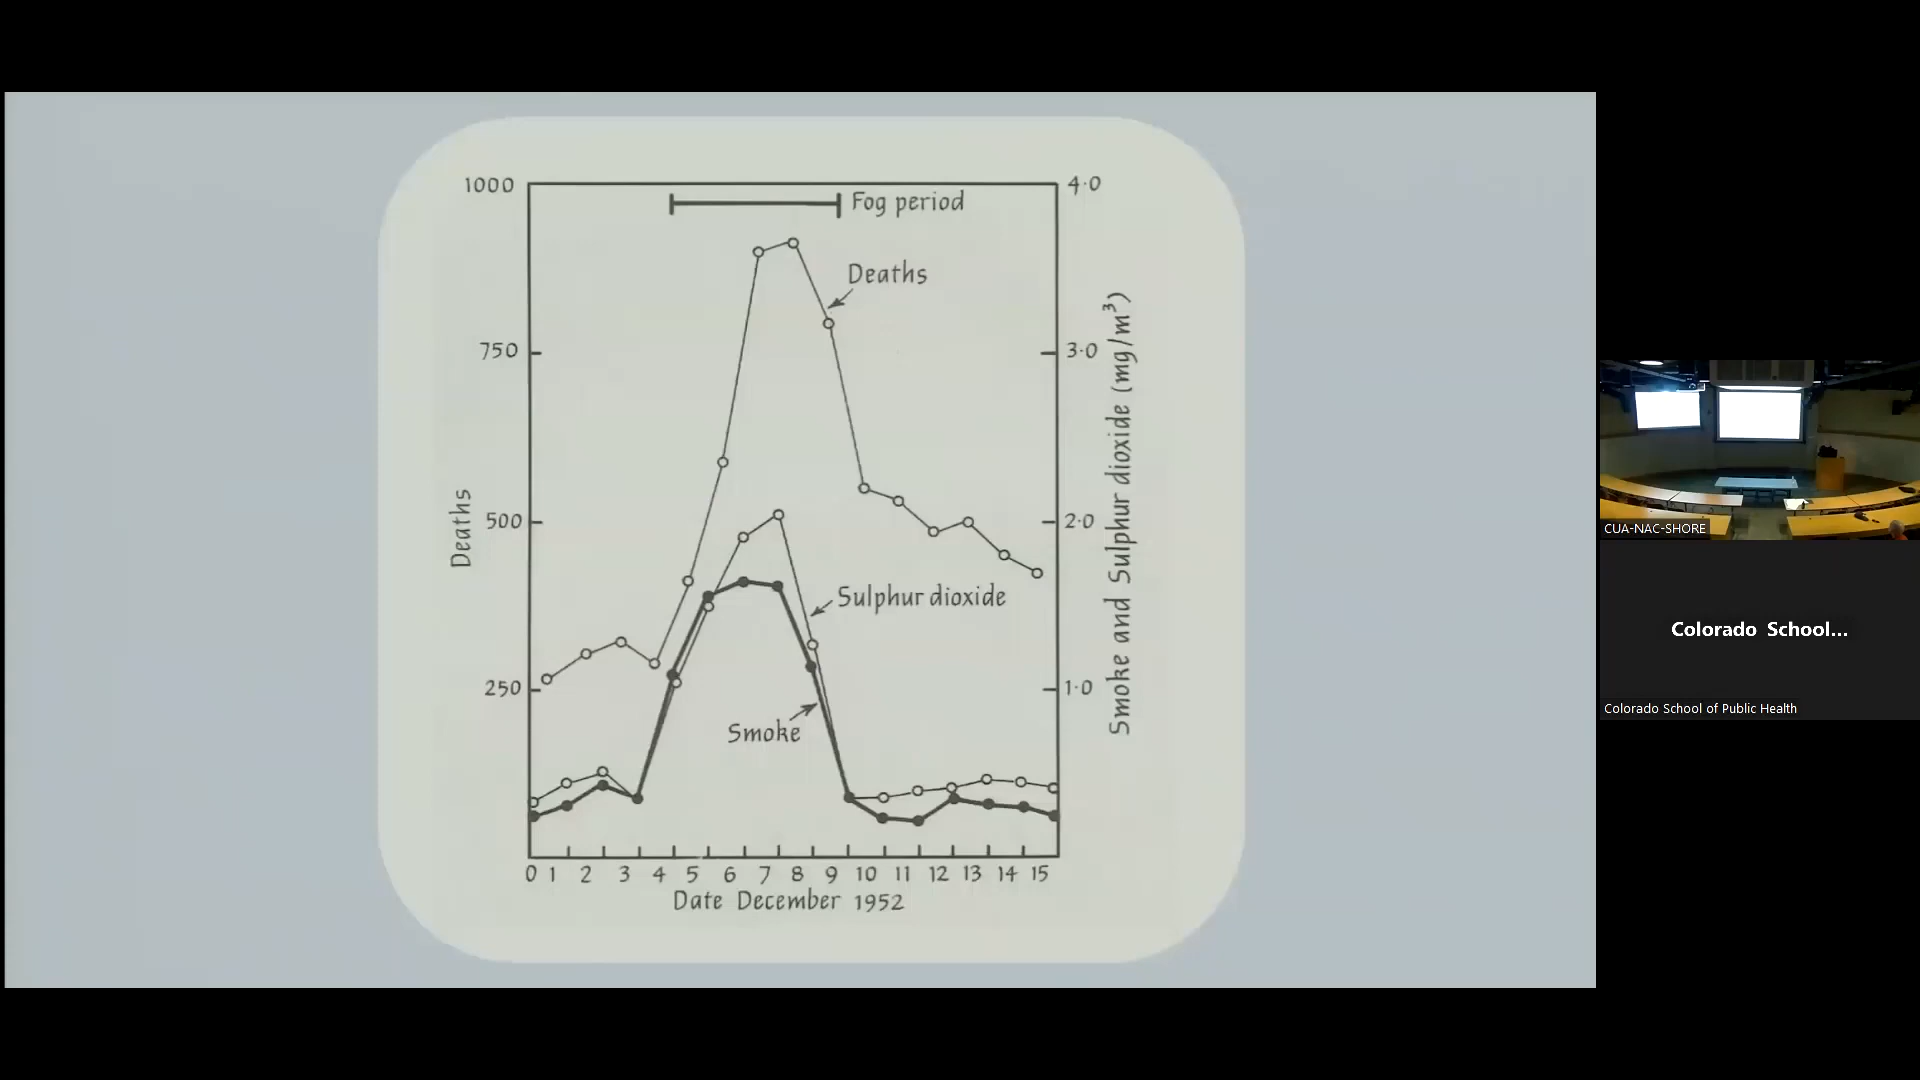 1000
4·0
Fog period
Deaths
750
3·0
Deaths
500
2·0
Smoke and Sulphur dioxide (mg/m³)
Sulphur dioxide
250
1·0
Smoke
0 1 2 3 4 5 6 7 8 9 10 11 12 13 14 15
Date December 1952
CUA-NAC-SHORE
Colorado School...
Colorado School of Public Health